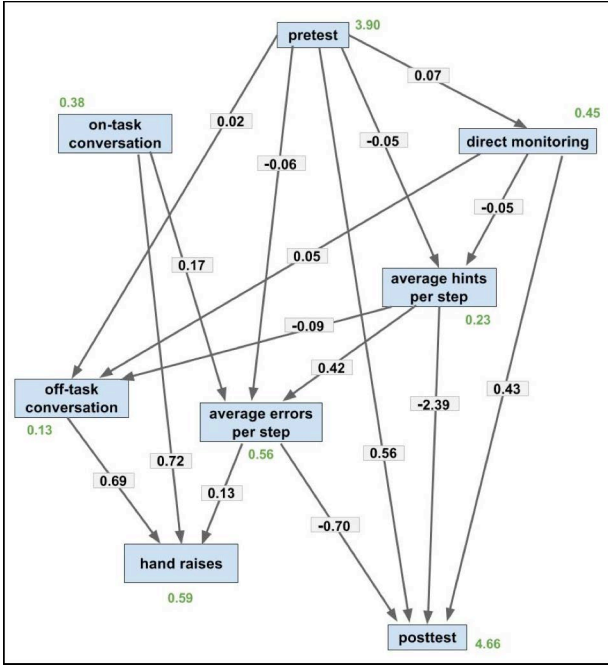 pretest
3.90
0.07
0.38
on-task
conversation
0.02
0.45
direct monitoring
-0.06
-0.05
-0.05
0.17
0.05
average hints
per step
0.23
-0.09
0.42
off-task
conversation
0.13
average errors
per step
0.56
-2.39
0.43
0.69
0.72
0.13
0.56
-0.70
hand raises
0.59
posttest
4.66